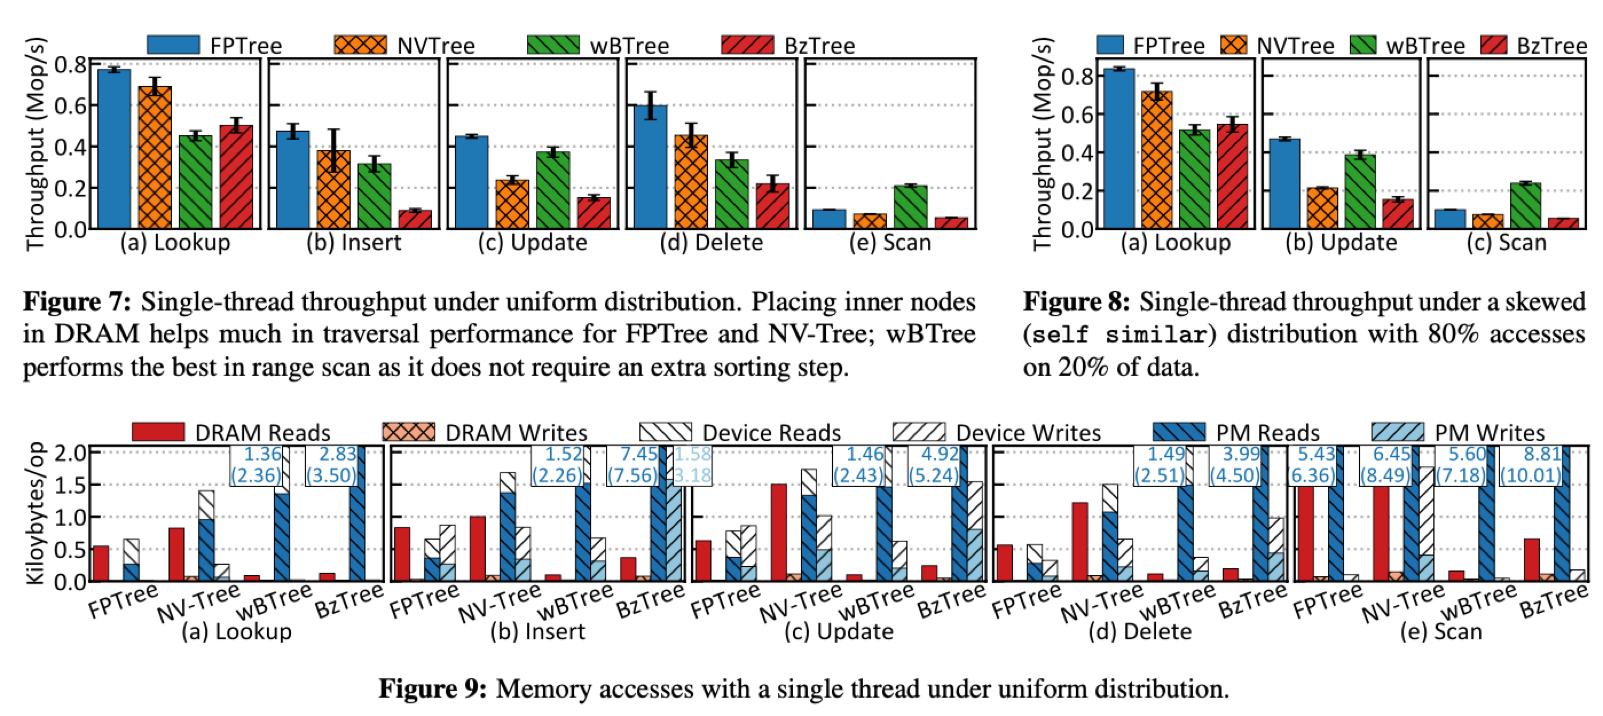 FPTree NVTree wBTree BzTree
Throughput (Mop/s)
0.8
0.6
0.4
0.2
0.0
(a) Lookup (b) Insert (c) Update (d) Delete (e) Scan
Figure 7: Single-thread throughput under uniform distribution. Placing inner nodes
in DRAM helps much in traversal performance for FPTree and NV-Tree; wBTree
performs the best in range scan as it does not require an extra sorting step.
FPTree NVTree wBTree BzTree
Throughput (Mop/s)
0.8
0.6
0.4
0.2
0.0
(a) Lookup (b) Update (c) Scan
Figure 8: Single-thread throughput under a skewed
(self similar) distribution with 80% accesses
on 20% of data.
DRAM Reads DRAM Writes Device Reads Device Writes PM Reads PM Writes
Kiloybytes/op
2.0
1.5
1.0
0.5
0.0
1.36 2.83 1.52 7.45 1.58 1.46 4.92 1.49 3.99 5.43 6.45 5.60 8.81
(2.36) (3.50) (2.26) (7.56) 3.18 (2.43) (5.24) (2.51) (4.50) 6.36) (8.49) (7.18) (10.01)
FPTree NV-Tree wBTree BzTree FPTree NV-Tree wBTree BzTree FPTree NV-Tree wBTree BzTree FPTree NV-Tree wBTree BzTree FPTree NV-Tree wBTree BzTree
(a) Lookup (b) Insert (c) Update (d) Delete (e) Scan
Figure 9: Memory accesses with a single thread under uniform distribution.